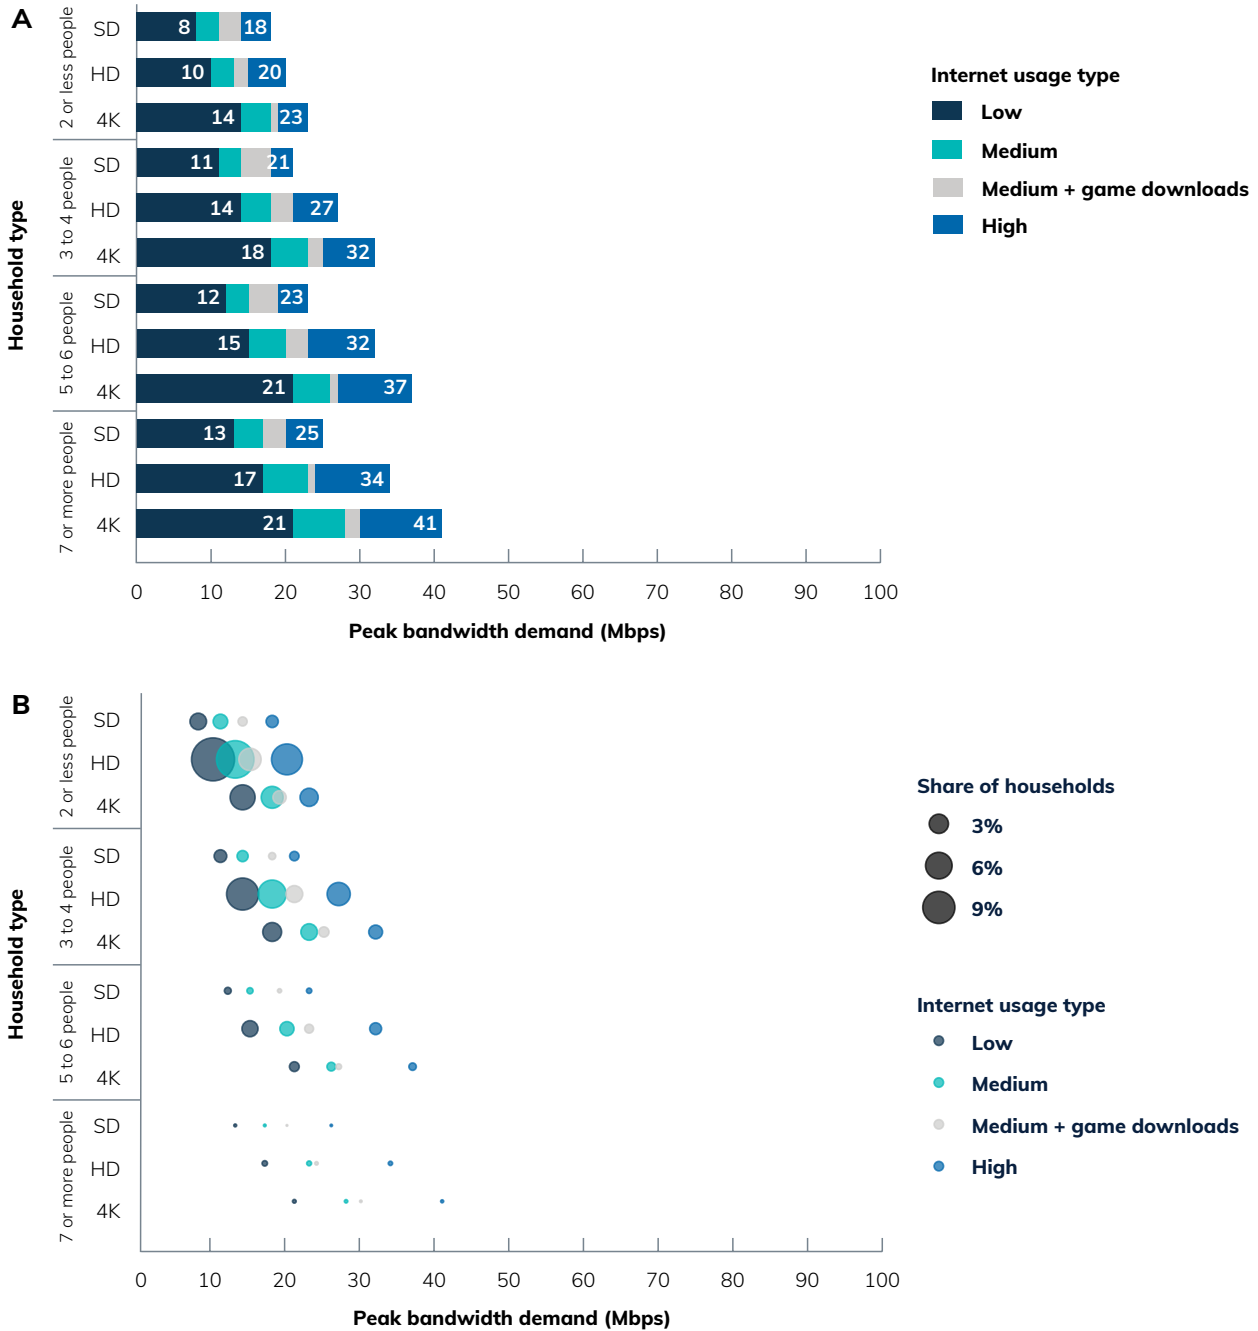 A
Household type
2 or less people
SD 8 18
HD 10 20
4K 14 23
3 to 4 people
SD 11 21
HD 14 27
4K 18 32
5 to 6 people
SD 12 23
HD 15 32
4K 21 37
7 or more people
SD 13 25
HD 17 34
4K 21 41
0 10 20 30 40 50 60 70 80 90 100
Peak bandwidth demand (Mbps)
Internet usage type
Low
Medium
Medium + game downloads
High
B
Household type
2 or less people
SD
HD
4K
3 to 4 people
SD
HD
4K
5 to 6 people
SD
HD
4K
7 or more people
SD
HD
4K
0 10 20 30 40 50 60 70 80 90 100
Peak bandwidth demand (Mbps)
Share of households
3%
6%
9%
Internet usage type
Low
Medium
Medium + game downloads
High